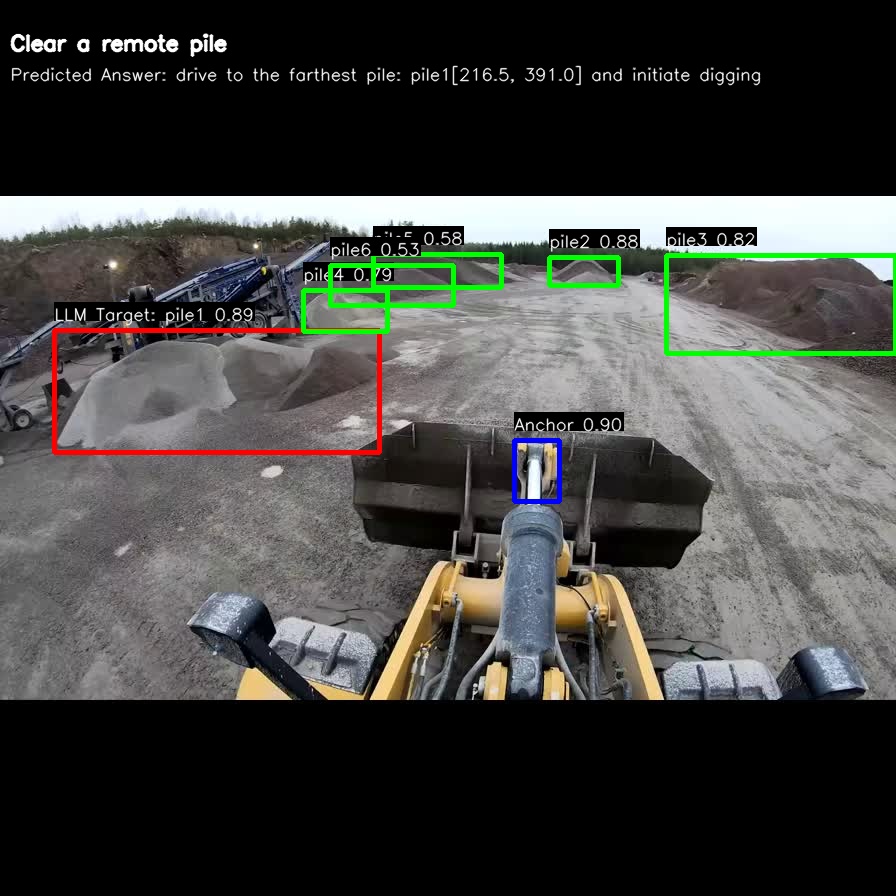 Clear a remote pile
Predicted Answer: drive to the farthest pile: pile1[216.5, 391.0] and initiate digging
pile5 0.58
pile6 0.53
pile2 0.88
pile3 0.82
pile4 0.79
LLM Target: pile1 0.89
Anchor 0.90